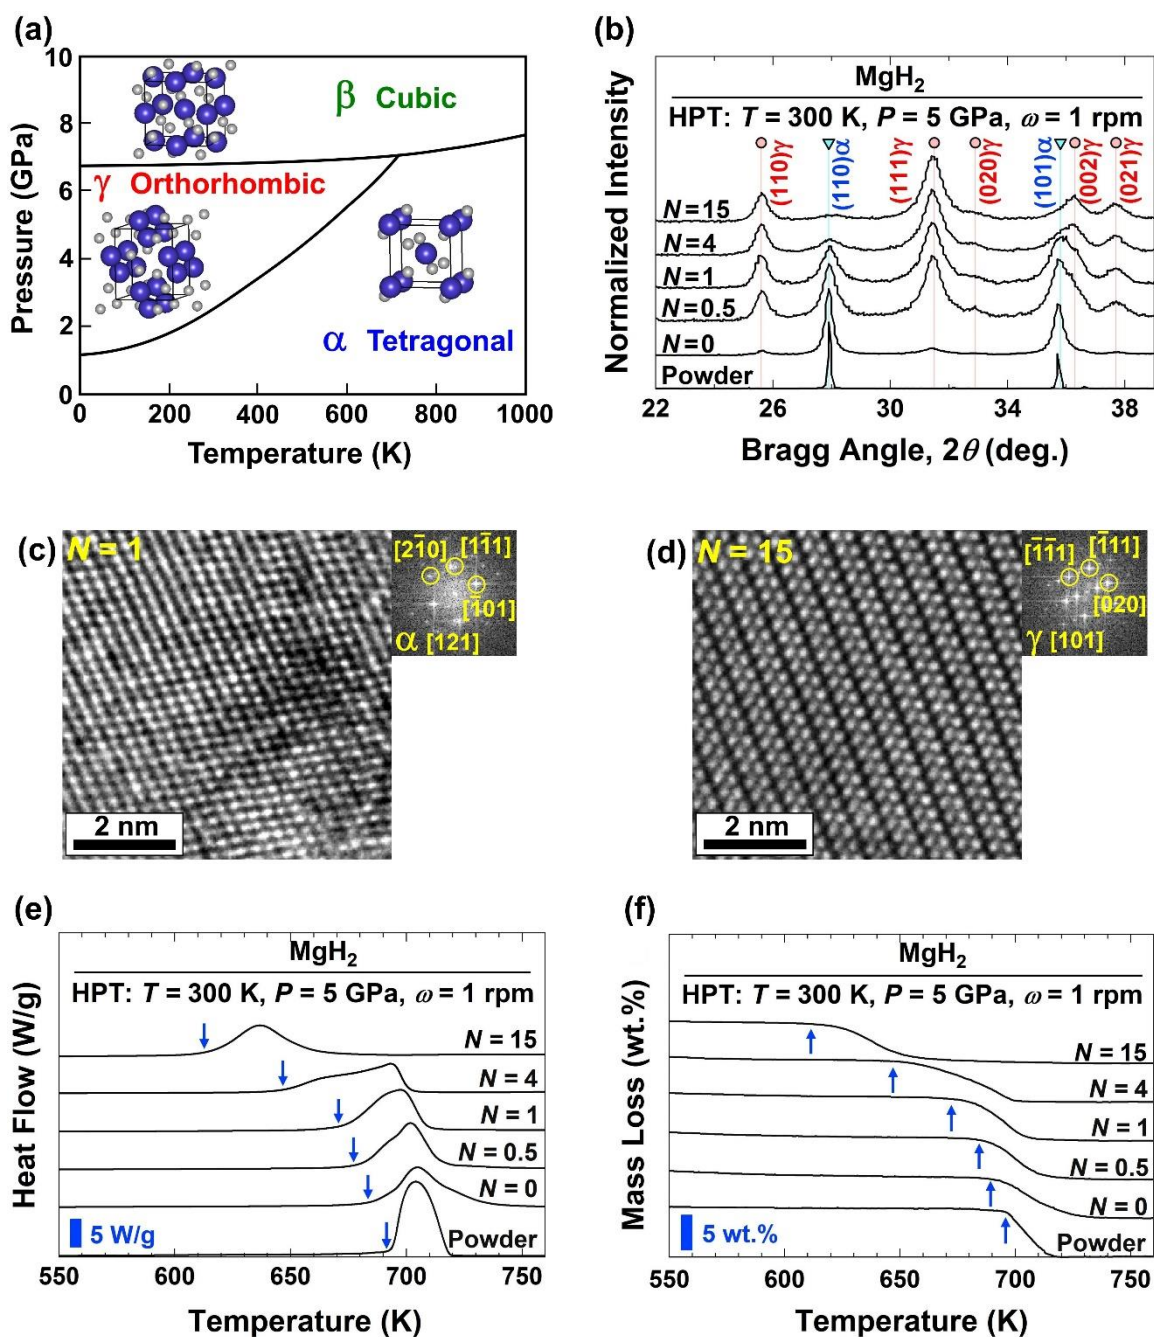 (a)
10
8
6
4
2
0
Pressure (GPa)
β Cubic
γ Orthorhombic
α Tetragonal
0 200 400 600 800 1000
Temperature (K)
(b)
Normalized Intensity
MgH₂
HPT: T = 300 K, P = 5 GPa, ω = 1 rpm
(110)γ
(110)α
(111)γ
(020)γ
(101)α
(002)γ
(021)γ
N = 15
N = 4
N = 1
N = 0.5
N = 0
Powder
22 26 30 34 38
Bragg Angle, 2θ (deg.)
(c)
N = 1
[21̄0] [11̄1]
[1̄01]
α [121]
2 nm
(d)
N = 15
[1̄1̄1] [1̄11]
[020]
γ [101]
2 nm
(e)
Heat Flow (W/g)
MgH₂
HPT: T = 300 K, P = 5 GPa, ω = 1 rpm
N = 15
N = 4
N = 1
N = 0.5
N = 0
Powder
5 W/g
550 600 650 700 750
Temperature (K)
(f)
Mass Loss (wt.%)
MgH₂
HPT: T = 300 K, P = 5 GPa, ω = 1 rpm
N = 15
N = 4
N = 1
N = 0.5
N = 0
Powder
5 wt.%
550 600 650 700 750
Temperature (K)